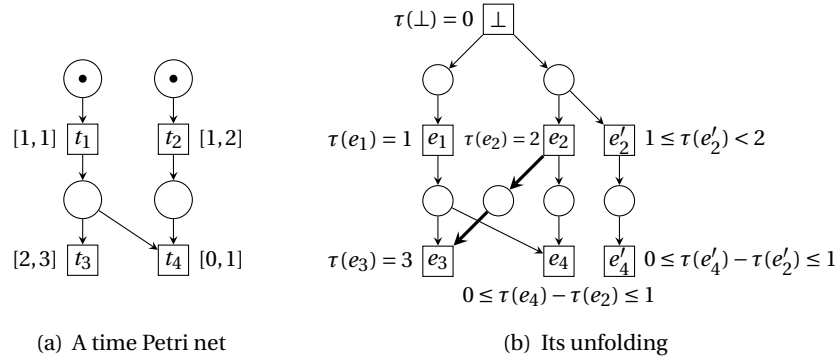 τ(⊥) = 0 ⊥
[1, 1] t₁ t₂ [1, 2]
τ(e₁) = 1 e₁ τ(e₂) = 2 e₂ e′₂ 1 ≤ τ(e′₂) < 2
[2, 3] t₃ t₄ [0, 1]
τ(e₃) = 3 e₃ e₄ e′₄ 0 ≤ τ(e′₄) − τ(e′₂) ≤ 1
0 ≤ τ(e₄) − τ(e₂) ≤ 1
(a) A time Petri net
(b) Its unfolding